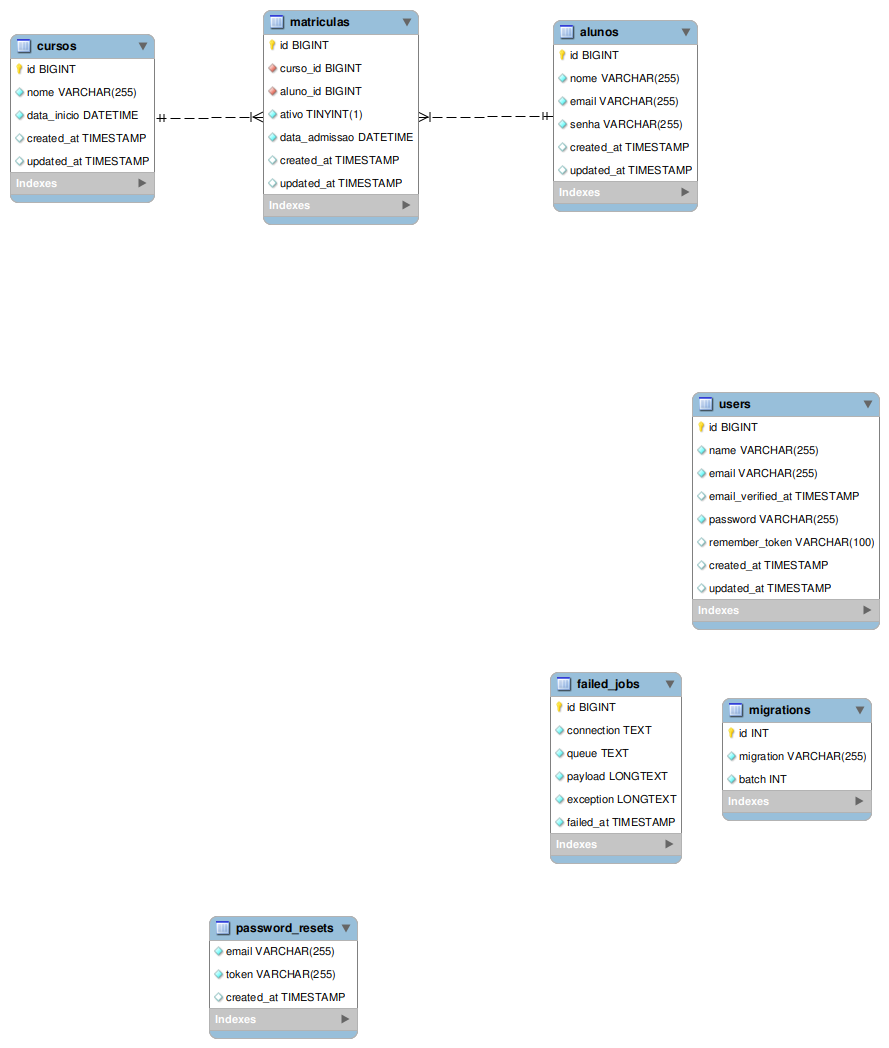 cursos
id BIGINT
nome VARCHAR(255)
data_inicio DATETIME
created_at TIMESTAMP
updated_at TIMESTAMP
Indexes
matriculas
id BIGINT
curso_id BIGINT
aluno_id BIGINT
ativo TINYINT(1)
data_admissao DATETIME
created_at TIMESTAMP
updated_at TIMESTAMP
Indexes
alunos
id BIGINT
nome VARCHAR(255)
email VARCHAR(255)
senha VARCHAR(255)
created_at TIMESTAMP
updated_at TIMESTAMP
Indexes
users
id BIGINT
name VARCHAR(255)
email VARCHAR(255)
email_verified_at TIMESTAMP
password VARCHAR(255)
remember_token VARCHAR(100)
created_at TIMESTAMP
updated_at TIMESTAMP
Indexes
failed_jobs
id BIGINT
connection TEXT
queue TEXT
payload LONGTEXT
exception LONGTEXT
failed_at TIMESTAMP
Indexes
migrations
id INT
migration VARCHAR(255)
batch INT
Indexes
password_resets
email VARCHAR(255)
token VARCHAR(255)
created_at TIMESTAMP
Indexes